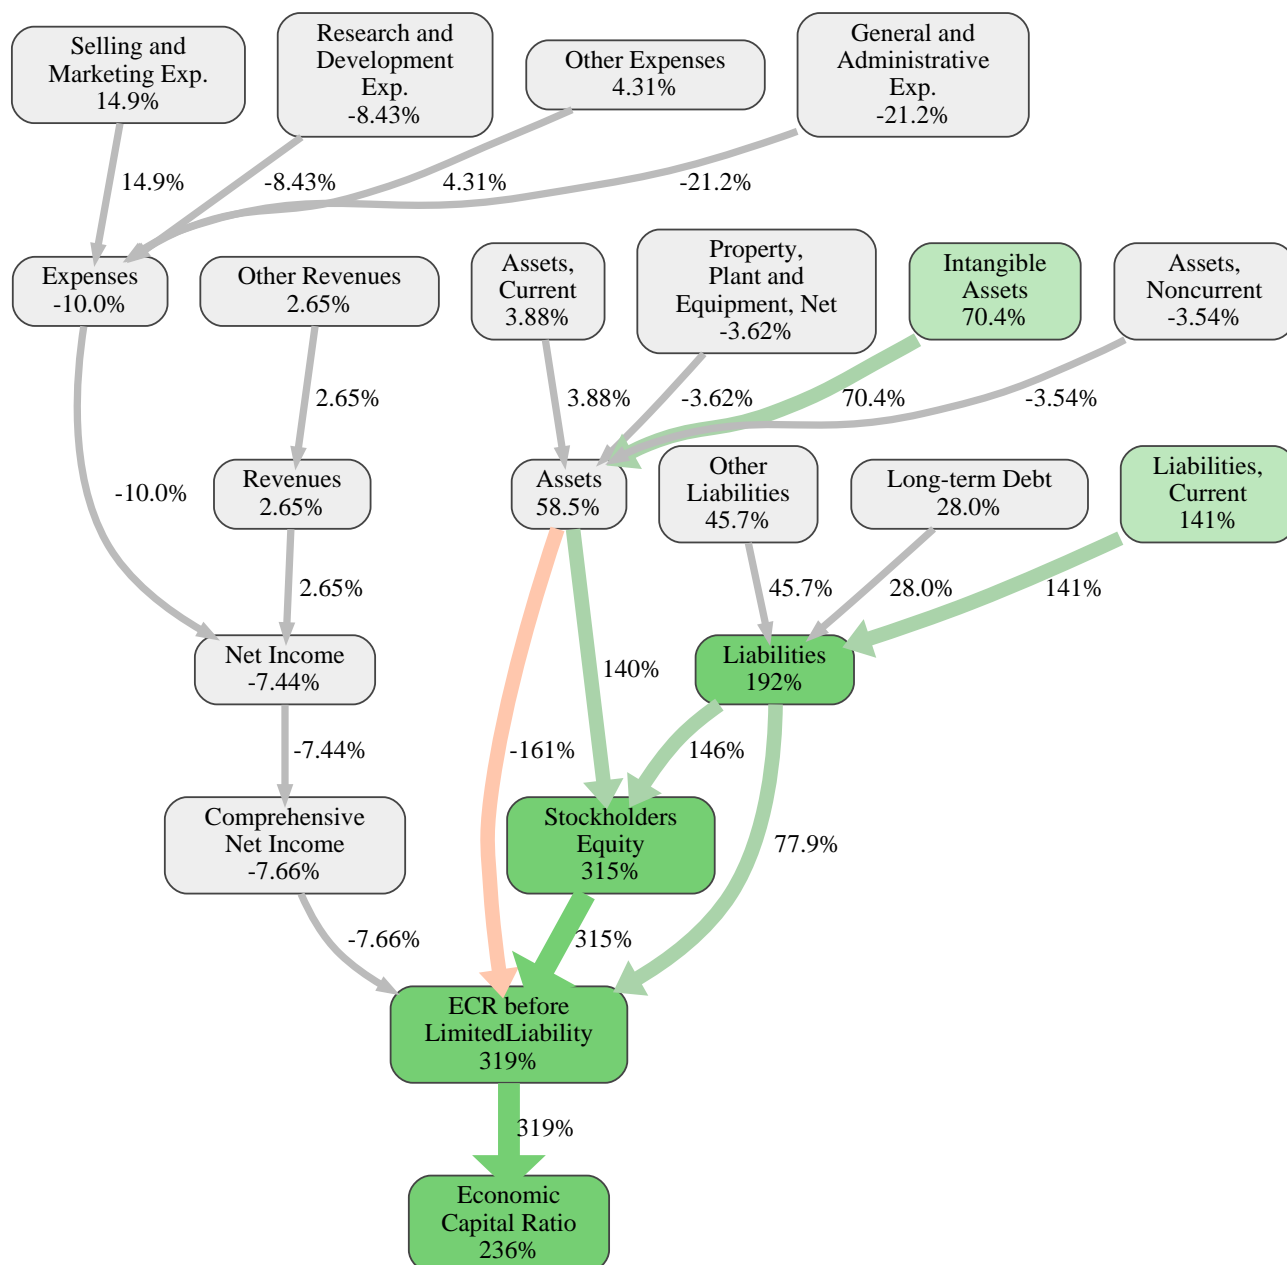 Selling and
Marketing Exp.
14.9%
Research and
Development
Exp.
-8.43%
Other Expenses
4.31%
General and
Administrative
Exp.
-21.2%
14.9%
-8.43%
4.31%
-21.2%
Expenses
-10.0%
Other Revenues
2.65%
Assets,
Current
3.88%
Property,
Plant and
Equipment, Net
-3.62%
Intangible
Assets
70.4%
Assets,
Noncurrent
-3.54%
2.65%
3.88%
-3.62%
70.4%
-3.54%
-10.0%
Revenues
2.65%
Assets
58.5%
Other
Liabilities
45.7%
Long-term Debt
28.0%
Liabilities,
Current
141%
2.65%
45.7%
28.0%
141%
Net Income
-7.44%
140%
Liabilities
192%
-7.44%
-161%
146%
Comprehensive
Net Income
-7.66%
Stockholders
Equity
315%
77.9%
-7.66%
315%
ECR before
LimitedLiability
319%
319%
Economic
Capital Ratio
236%